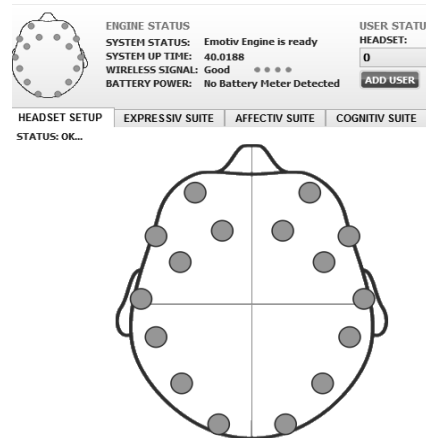 ENGINE STATUS
SYSTEM STATUS: Emotiv Engine is ready
SYSTEM UP TIME: 40.0188
WIRELESS SIGNAL: Good
BATTERY POWER: No Battery Meter Detected
USER STATU
HEADSET:
0
ADD USER
HEADSET SETUP
EXPRESSIV SUITE
AFFECTIV SUITE
COGNITIV SUITE
STATUS: OK...